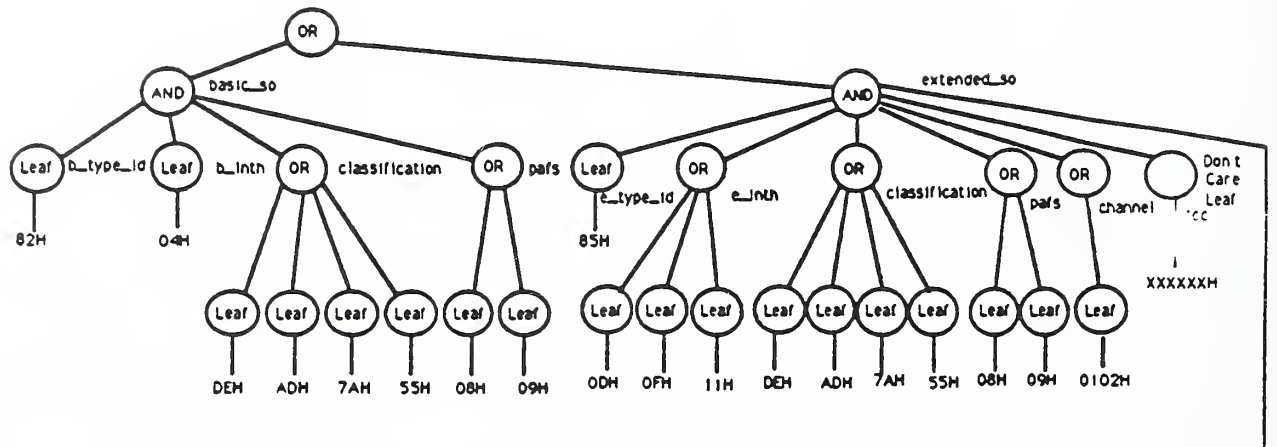 OR
AND basic_so
AND extended_so
Leaf b_type_id Leaf b_lnth OR classification OR pafs
Leaf e_type_id OR e_lnth OR classification OR pafs OR channel
Don t
Care
Leaf
cc
82H 04H 85H
XXXXXXH
Leaf Leaf Leaf Leaf Leaf Leaf Leaf Leaf Leaf Leaf Leaf Leaf Leaf Leaf Leaf Leaf
DEH ADH 7AH 55H 08H 09H 0DH 0FH 11H DEH ADH 7AH 55H 08H 09H 0102H